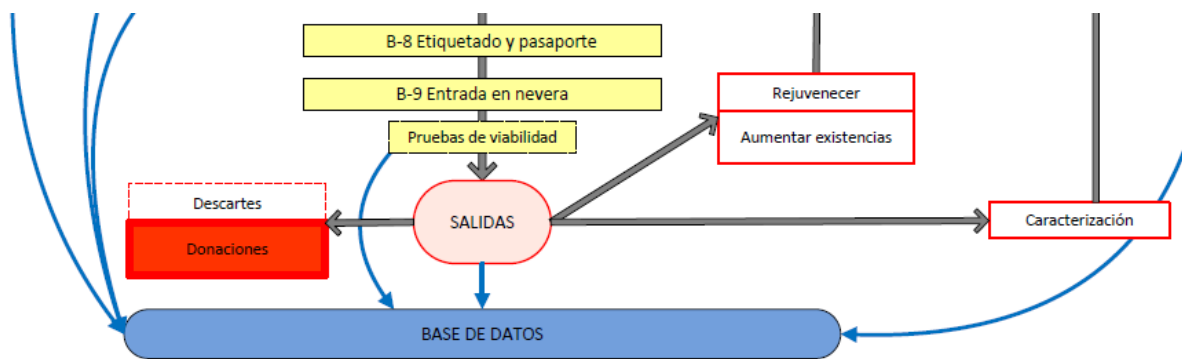 B-8 Etiquetado y pasaporte
B-9 Entrada en nevera
Pruebas de viabilidad
Rejuvenecer
Aumentar existencias
Descartes
Donaciones
SALIDAS
Caracterización
BASE DE DATOS